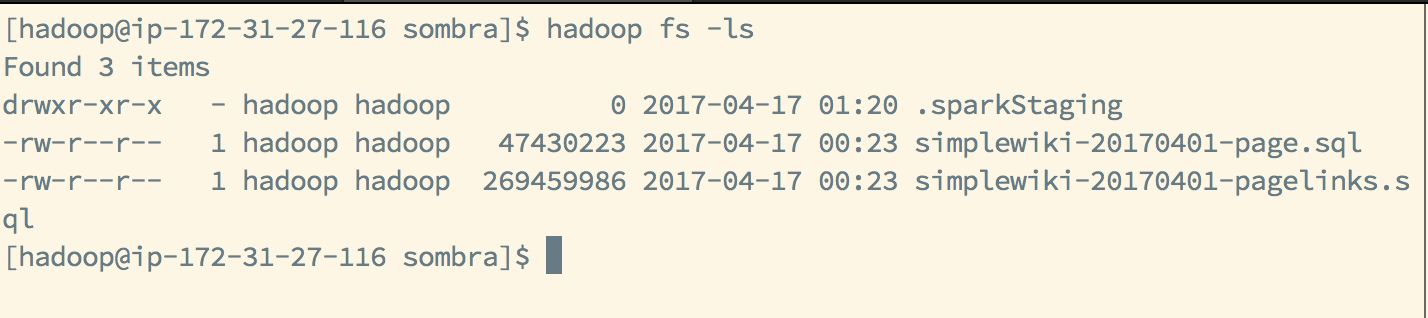 [hadoop@ip-172-31-27-116 sombra]$ hadoop fs -ls
Found 3 items
drwxr-xr-x   - hadoop hadoop          0 2017-04-17 01:20 .sparkStaging
-rw-r--r--   1 hadoop hadoop   47430223 2017-04-17 00:23 simplewiki-20170401-page.sql
-rw-r--r--   1 hadoop hadoop  269459986 2017-04-17 00:23 simplewiki-20170401-pagelinks.s
ql
[hadoop@ip-172-31-27-116 sombra]$